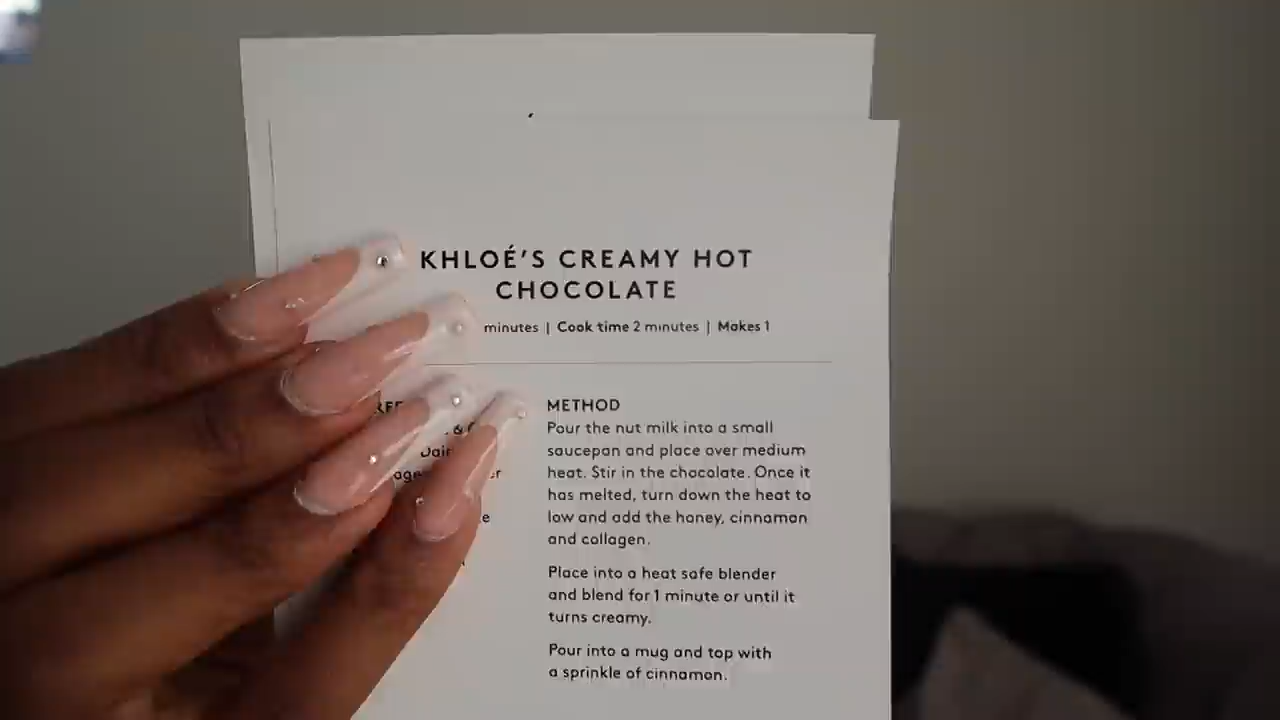 KHLOÉ'S CREAMY HOT
CHOCOLATE
minutes | Cook time 2 minutes | Makes 1
METHOD
Pour the nut milk into a small
saucepan and place over medium
heat. Stir in the chocolate. Once it
has melted, turn down the heat to
low and add the honey, cinnamon
and collagen.
Place into a heat safe blender
and blend for 1 minute or until it
turns creamy.
Pour into a mug and top with
a sprinkle of cinnamon.